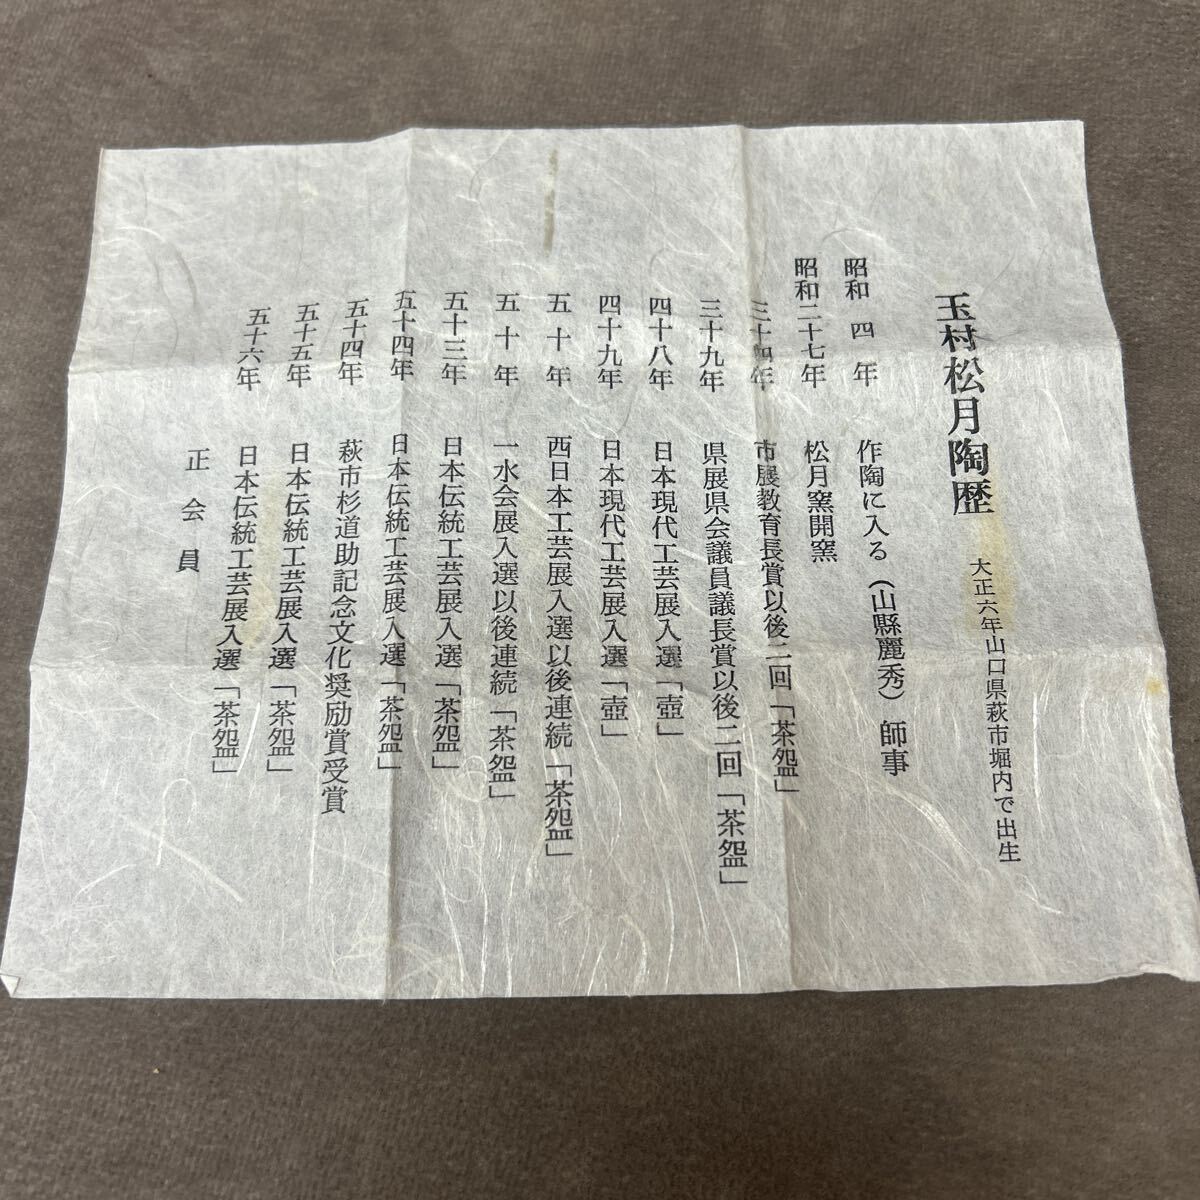 玉村松月陶歴
大正六年山口県萩市堀内で出生
昭和 四 年 作陶に入る(山縣麗秀)師事
昭和二十七年 松月窯開窯
三十四年 市展教育長賞以後二回「茶盌」
三十九年 県展県会議員議長賞以後二回「茶盌」
四十八年 日本現代工芸展入選「壺」
四十九年 日本現代工芸展入選「壺」
五 十 年 西日本工芸展入選以後連続「茶盌」
五 十 年 一水会展入選以後連続「茶盌」
五十三年 日本伝統工芸展入選「茶盌」
五十四年 日本伝統工芸展入選「茶盌」
五十四年 萩市杉道助記念文化奨励賞受賞
五十五年 日本伝統工芸展入選「茶盌」
五十六年 日本伝統工芸展入選「茶盌」
正会員